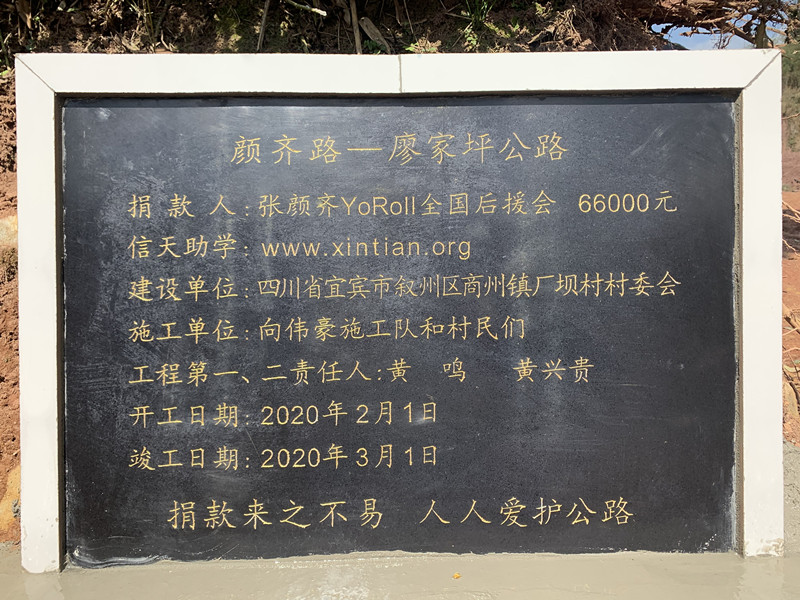 颜齐路—廖家坪公路
捐款人:张颜齐YoRoll全国后援会 66000元
信天助学: www.xintian.org
建设单位:四川省宜宾市叙州区商州镇厂坝村村委会
施工单位:向伟豪施工队和村民们
工程第一、二责任人:黄鸣 黄兴贵
开工日期:2020年2月1日
竣工日期:2020年3月1日
捐款来之不易 人人爱护公路